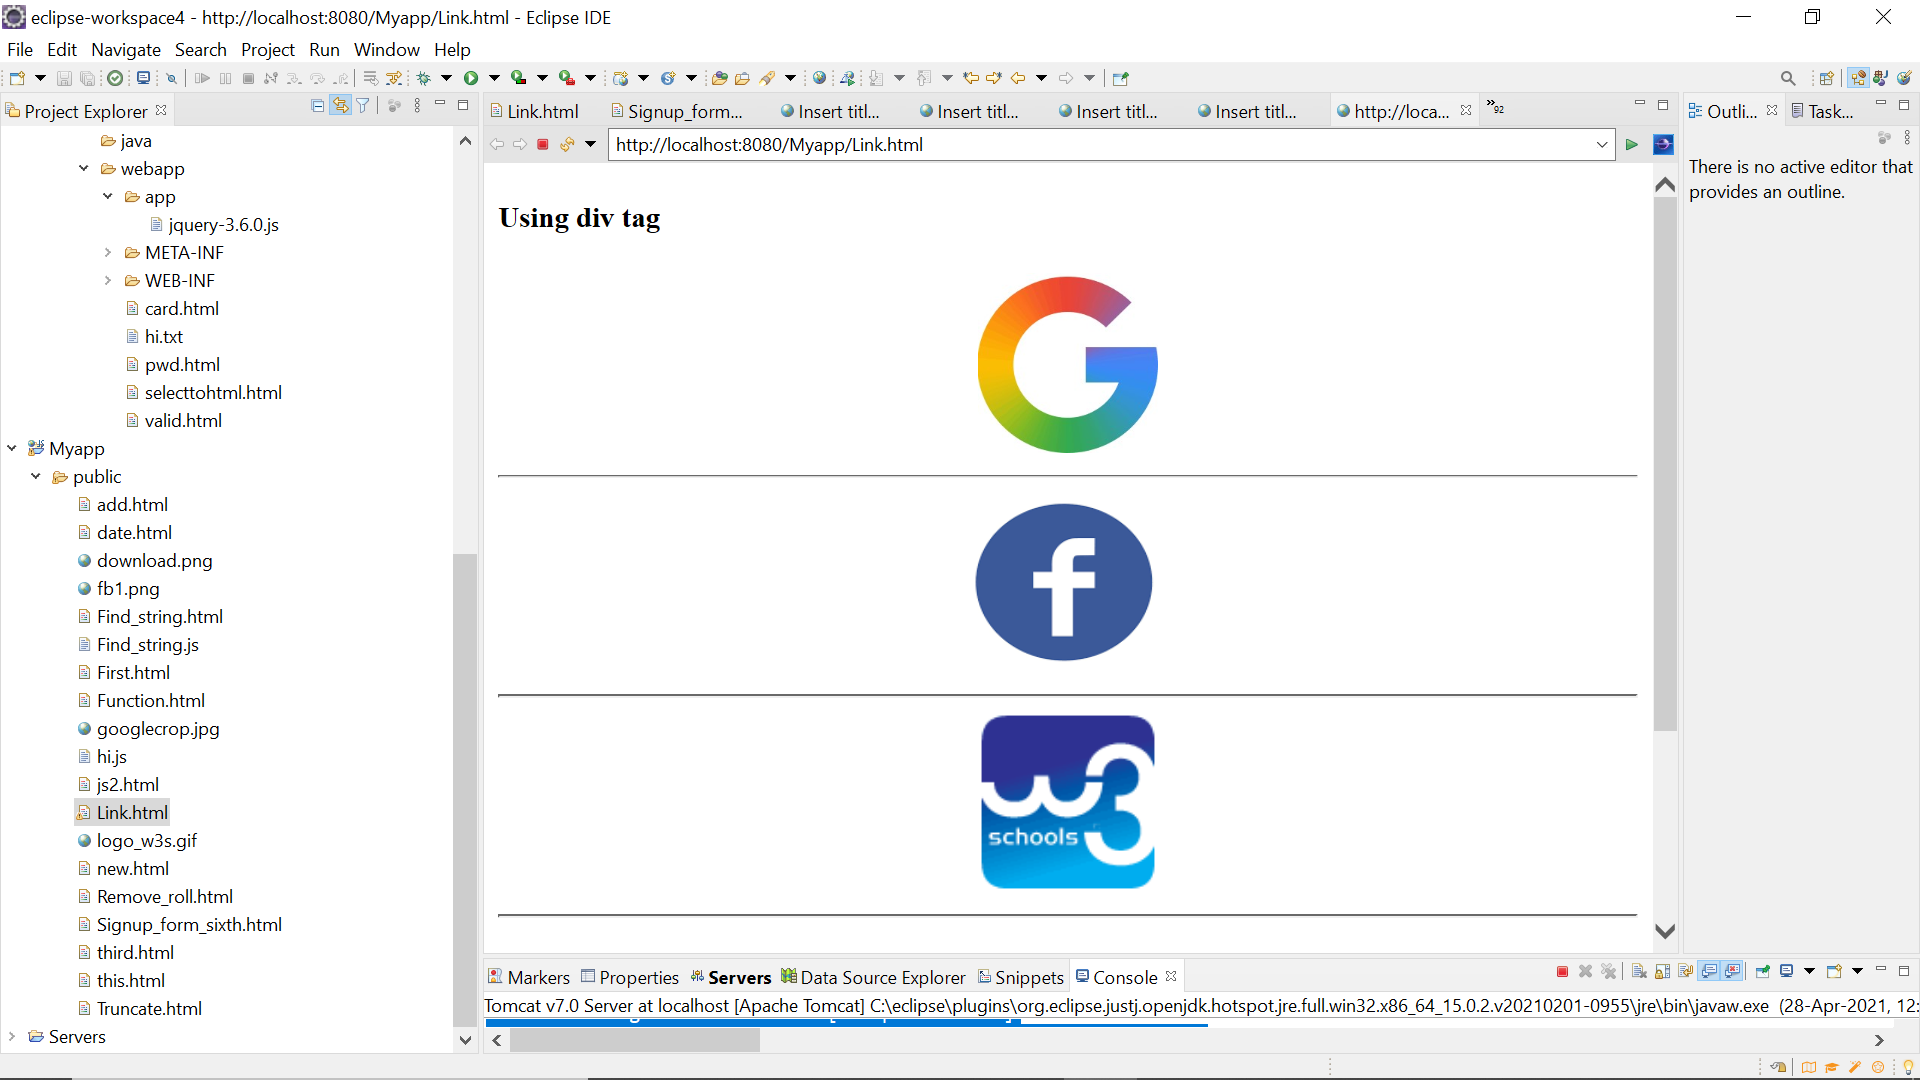 eclipse-workspace4 - http://localhost:8080/Myapp/Link.html - Eclipse IDE
File Edit Navigate Search Project Run Window Help
Project Explorer
java
webapp
app
jquery-3.6.0.js
META-INF
WEB-INF
card.html
hi.txt
pwd.html
selecttohtml.html
valid.html
Myapp
public
add.html
date.html
download.png
fb1.png
Find_string.html
Find_string.js
First.html
Function.html
googlecrop.jpg
hi.js
js2.html
Link.html
logo_w3s.gif
new.html
Remove_roll.html
Signup_form_sixth.html
third.html
this.html
Truncate.html
Servers
Link.html Signup_form... Insert titl... Insert titl... Insert titl... Insert titl... http://loca... »92
http://localhost:8080/Myapp/Link.html
Using div tag
G
f
w3
schools
Outli... Task...
There is no active editor that
provides an outline.
Markers Properties Servers Data Source Explorer Snippets Console
Tomcat v7.0 Server at localhost [Apache Tomcat] C:\eclipse\plugins\org.eclipse.justj.openjdk.hotspot.jre.full.win32.x86_64_15.0.2.v20210201-0955\jre\bin\javaw.exe (28-Apr-2021, 12: